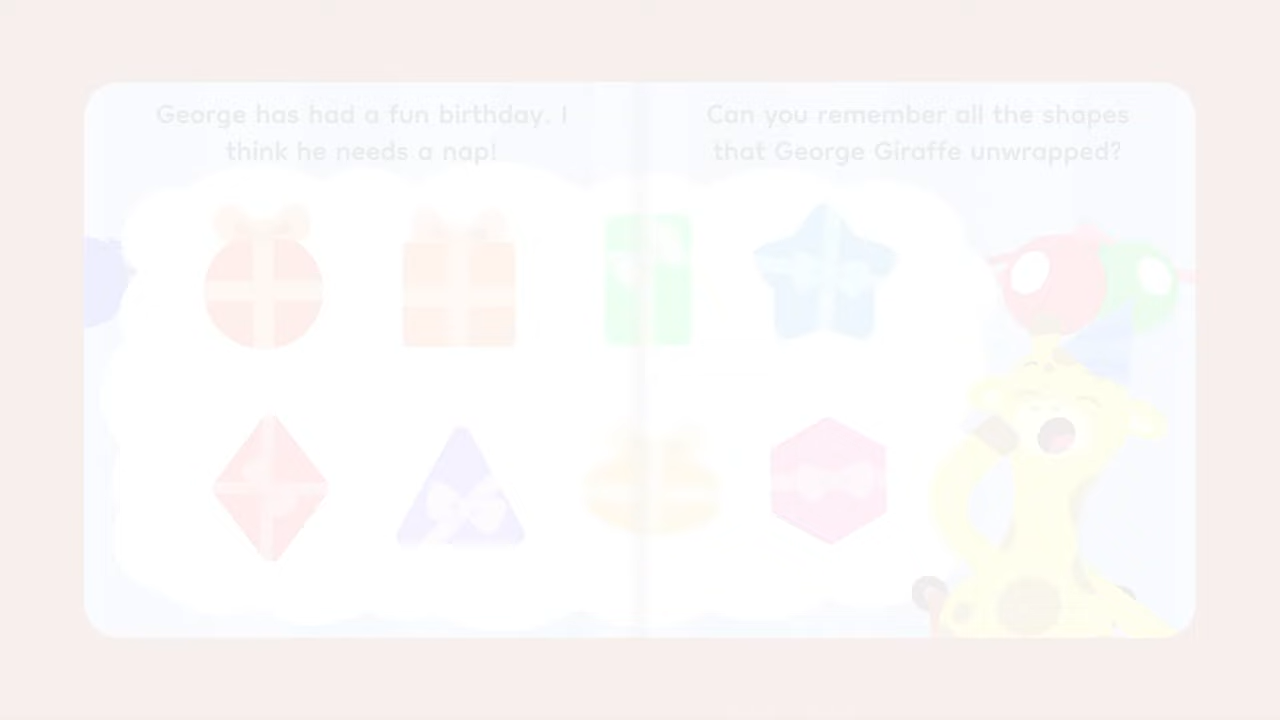 George has had a fun birthday. I
think he needs a nap!
Can you remember all the shapes
that George Giraffe unwrapped?